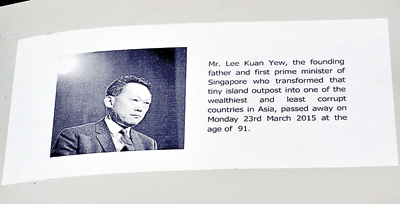 Mr. Lee Kuan Yew, the founding
father and first prime minister of
Singapore who transformed that
tiny island outpost into one of the
wealthiest and least corrupt
countries in Asia, passed away on
Monday 23rd March 2015 at the
age of 91.